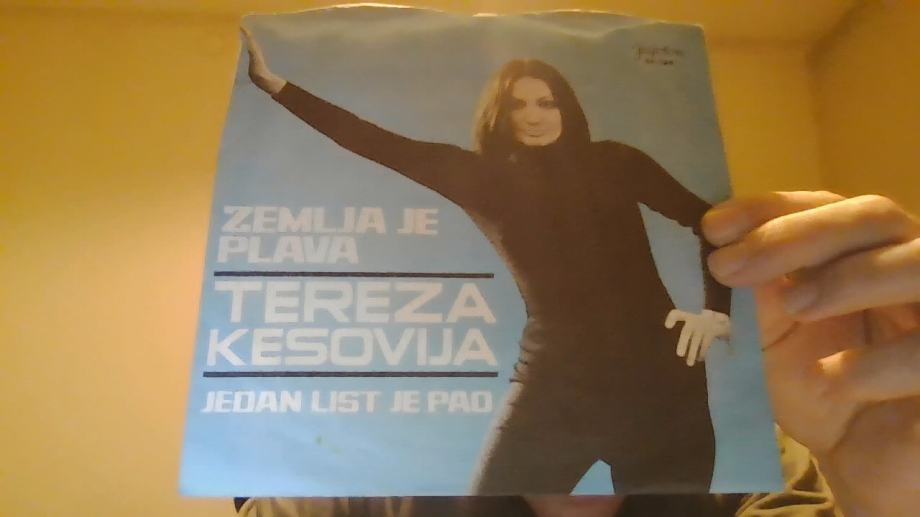 ZEMLJA JE
PLAVA
TEREZA
KESOVIJA
JEDAN LIST JE PAO